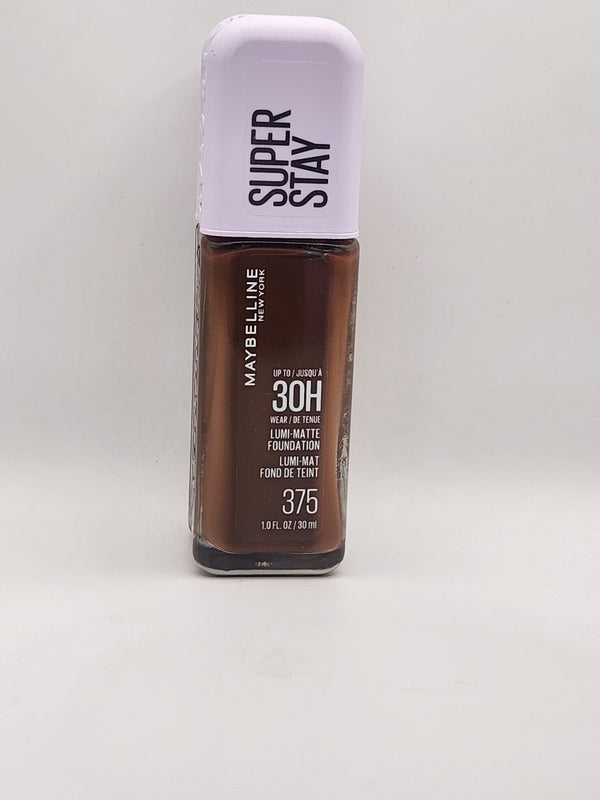 SUPER
STAY
MAYBELLINE
NEW YORK
UP TO / JUSQU'À
30H
WEAR / DE TENUE
LUMI-MATTE
FOUNDATION
LUMI-MAT
FOND DE TEINT
375
1.0 FL. OZ / 30 ml